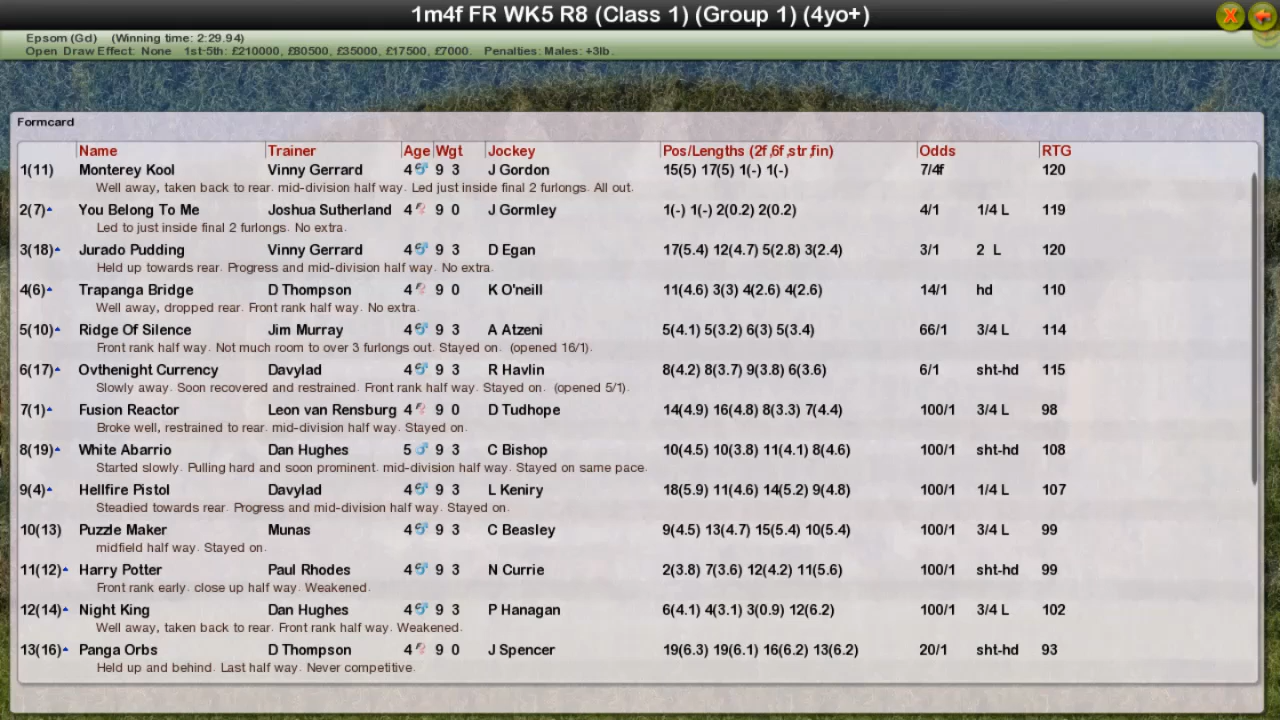 1m4f FR WK5 R8 (Class 1) (Group 1) (4yo+)
Epsom (Gd) (Winning time: 2:29.94)
Open Draw Effect: None 1st-5th: £210000, £80500, £35000, £17500, £7000. Penalties: Males: +3lb.
Formcard
Name Trainer Age Wgt Jockey Pos/Lengths (2f,6f,str,fin) Odds RTG
1(11) Monterey Kool Vinny Gerrard 4 9 3 J Gordon 15(5) 17(5) 1(-) 1(-) 7/4f 120
Well away, taken back to rear. mid-division half way. Led just inside final 2 furlongs. All out.
2(7) You Belong To Me Joshua Sutherland 4 9 0 J Gormley 1(-) 1(-) 2(0.2) 2(0.2) 4/1 1/4 L 119
Led to just inside final 2 furlongs. No extra.
3(18) Jurado Pudding Vinny Gerrard 4 9 3 D Egan 17(5.4) 12(4.7) 5(2.8) 3(2.4) 3/1 2 L 120
Held up towards rear. Progress and mid-division half way. No extra.
4(6) Trapanga Bridge D Thompson 4 9 0 K O'neill 11(4.6) 3(3) 4(2.6) 4(2.6) 14/1 hd 110
Well away, dropped rear. Front rank half way. No extra.
5(10) Ridge Of Silence Jim Murray 4 9 3 A Atzeni 5(4.1) 5(3.2) 6(3) 5(3.4) 66/1 3/4 L 114
Front rank half way. Not much room to over 3 furlongs out. Stayed on. (opened 16/1).
6(17) Ovthenight Currency Davylad 4 9 3 R Havlin 8(4.2) 8(3.7) 9(3.8) 6(3.6) 6/1 sht-hd 115
Slowly away. Soon recovered and restrained. Front rank half way. Stayed on. (opened 5/1).
7(1) Fusion Reactor Leon van Rensburg 4 9 0 D Tudhope 14(4.9) 16(4.8) 8(3.3) 7(4.4) 100/1 3/4 L 98
Broke well, restrained to rear. mid-division half way. Stayed on.
8(19) White Abarrio Dan Hughes 5 9 3 C Bishop 10(4.5) 10(3.8) 11(4.1) 8(4.6) 100/1 sht-hd 108
Started slowly. Pulling hard and soon prominent. mid-division half way. Stayed on same pace.
9(4) Hellfire Pistol Davylad 4 9 3 L Keniry 18(5.9) 11(4.6) 14(5.2) 9(4.8) 100/1 1/4 L 107
Steadied towards rear. Progress and mid-division half way. Stayed on.
10(13) Puzzle Maker Munas 4 9 3 C Beasley 9(4.5) 13(4.7) 15(5.4) 10(5.4) 100/1 3/4 L 99
midfield half way. Stayed on.
11(12) Harry Potter Paul Rhodes 4 9 3 N Currie 2(3.8) 7(3.6) 12(4.2) 11(5.6) 100/1 sht-hd 99
Front rank early. close up half way. Weakened.
12(14) Night King Dan Hughes 4 9 3 P Hanagan 6(4.1) 4(3.1) 3(0.9) 12(6.2) 100/1 3/4 L 102
Well away, taken back to rear. Front rank half way. Weakened.
13(16) Panga Orbs D Thompson 4 9 0 J Spencer 19(6.3) 19(6.1) 16(6.2) 13(6.2) 20/1 sht-hd 93
Held up and behind. Last half way. Never competitive.